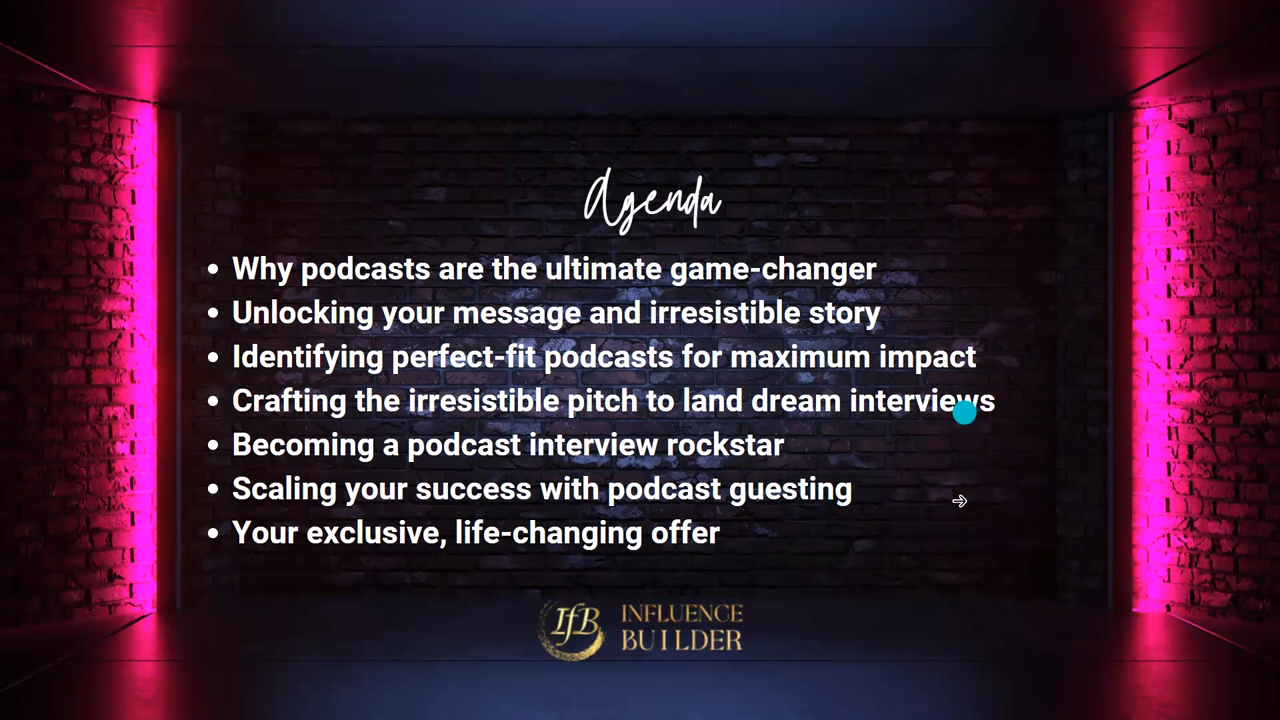 Agenda
• Why podcasts are the ultimate game-changer
• Unlocking your message and irresistible story
• Identifying perfect-fit podcasts for maximum impact
• Crafting the irresistible pitch to land dream interviews
• Becoming a podcast interview rockstar
• Scaling your success with podcast guesting
• Your exclusive, life-changing offer
IfB
INFLUENCE
BUILDER